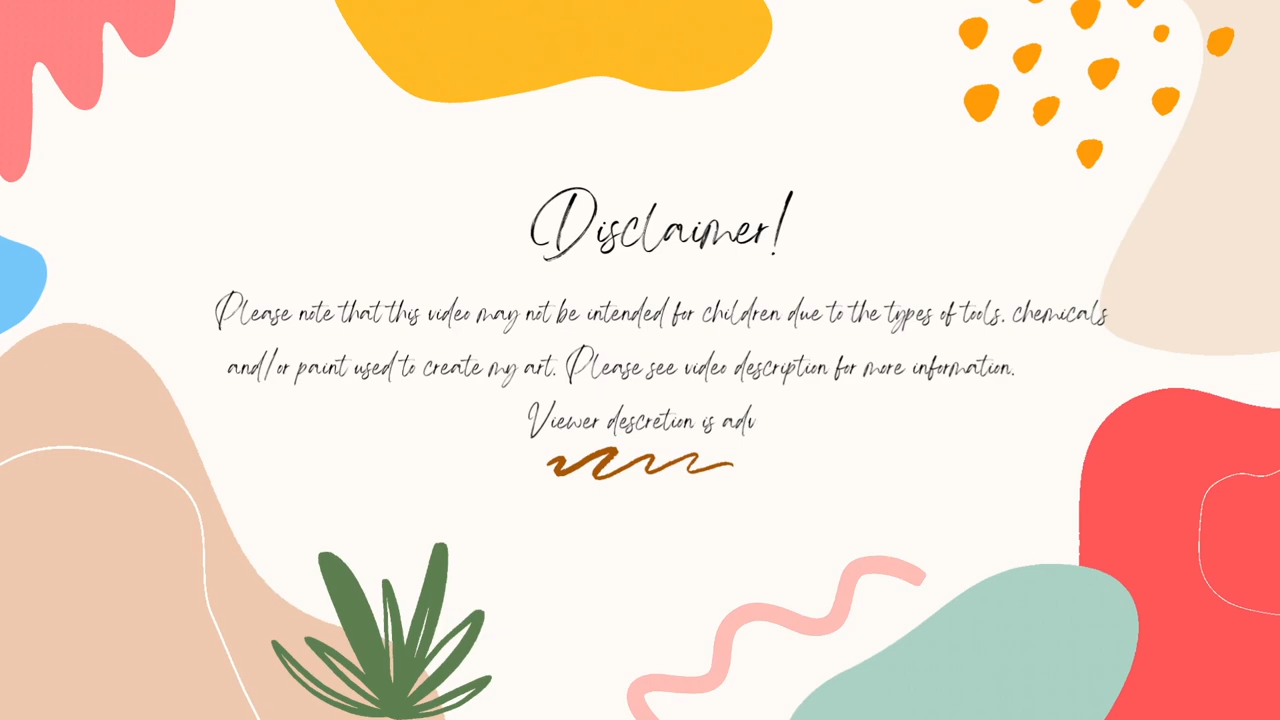 Disclaimer!
Please note that this video may not be intended for children due to the types of tools, chemicals
and/or paint used to create my art. Please see video description for more information.
Viewer descretion is adv